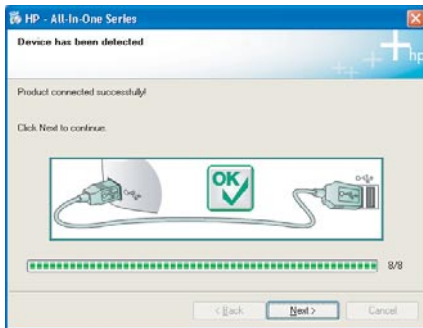 HP - All-In-One Series
Device has been detected
hp
Product connected successfully!
Click Next to continue.
OK
8/8
< Back Next > Cancel